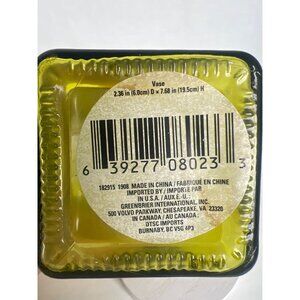 Vase
2.36 in (6.0cm) D × 7.68 in (19.5cm) H
6 39277 08023 3
182915 1908 MADE IN CHINA / FABRIQUÉ EN CHINE
IMPORTED BY / IMPORTÉ PAR
IN U.S.A. / AUX É.-U.:
GREENBRIER INTERNATIONAL, INC.
500 VOLVO PARKWAY, CHESAPEAKE, VA 23320
IN CANADA / AU CANADA:
DTSC IMPORTS
BURNABY, BC V5G 4P3